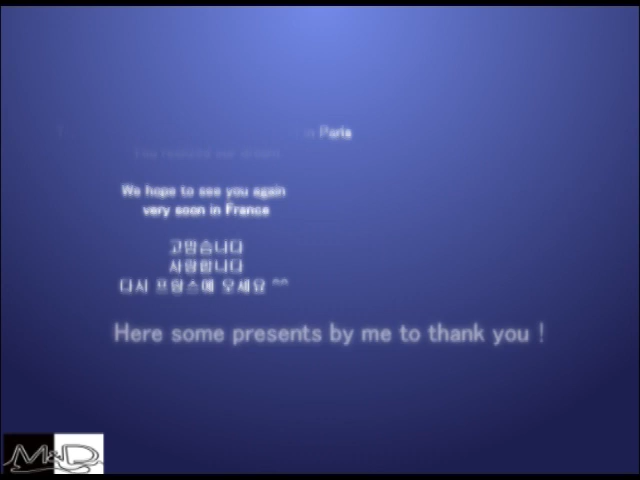 in Paris
We hope to see you again
very soon in France
고맙습니다
사랑합니다
다시 프랑스에 오세요 ^^
Here some presents by me to thank you !
M&D